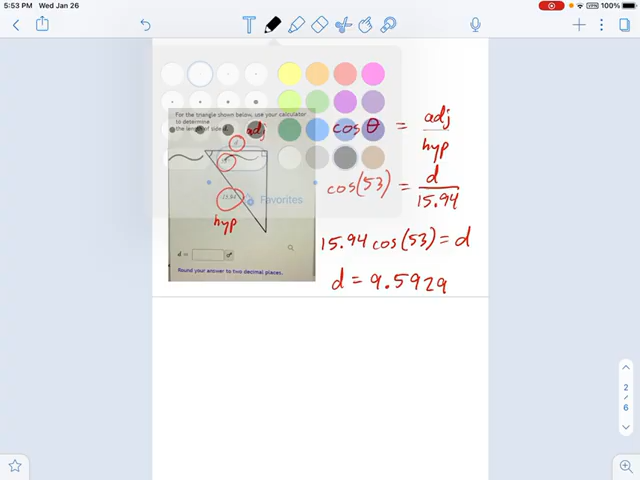 5:53 PM Wed Jan 26
100%
T
For the triangle shown below, use your calculator
to determine
the length of side d.
adj
d
53°
15.94
hyp
Favorites
d =
Round your answer to two decimal places.
cos θ = adj
hyp
cos(53) = d
15.94
15.94 cos(53) = d
d = 9.5929
2
/
6